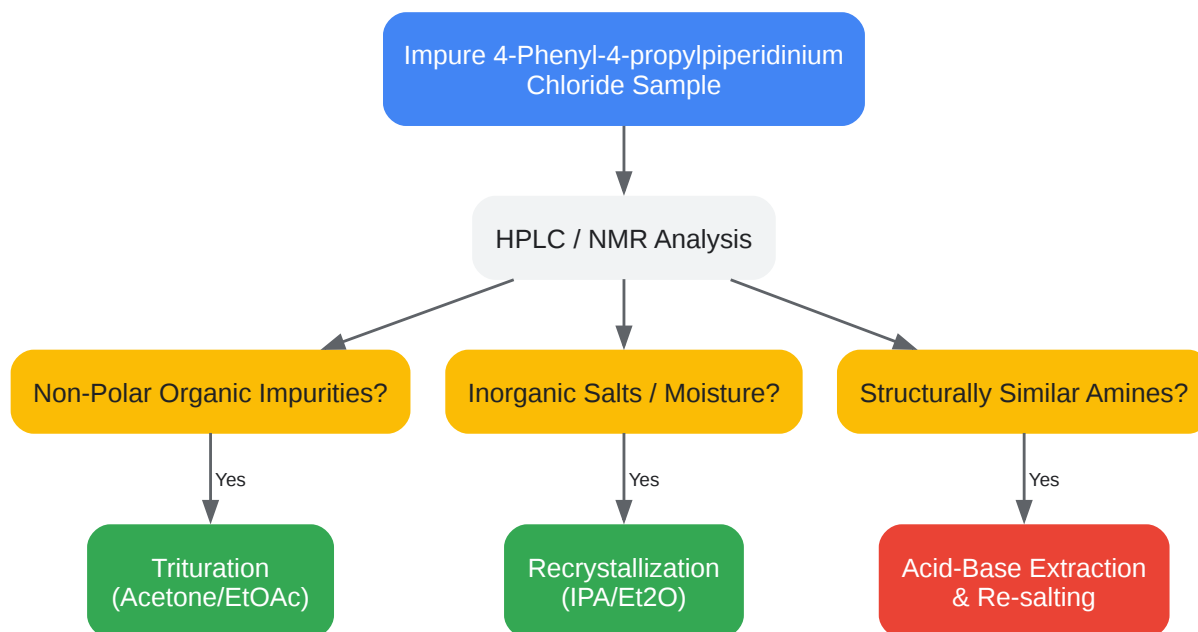 Impure 4-Phenyl-4-propylpiperidinium
Chloride Sample
HPLC / NMR Analysis
Non-Polar Organic Impurities?
Inorganic Salts / Moisture?
Structurally Similar Amines?
Yes
Yes
Yes
Trituration
(Acetone/EtOAc)
Recrystallization
(IPA/Et2O)
Acid-Base Extraction
& Re-salting